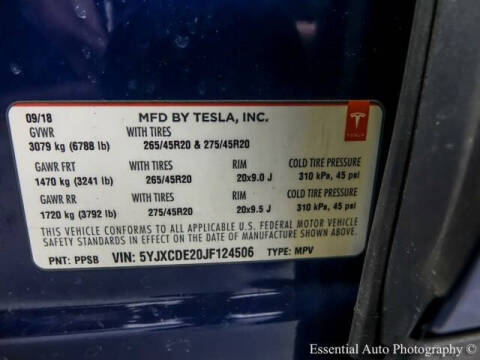 09/18 MFD BY TESLA, INC.
GVWR WITH TIRES
3079 kg (6788 lb) 265/45R20 & 275/45R20
TESLA
GAWR FRT WITH TIRES RIM COLD TIRE PRESSURE
1470 kg (3241 lb) 265/45R20 20x9.0 J 310 kPa, 45 psi
GAWR RR WITH TIRES RIM COLD TIRE PRESSURE
1720 kg (3792 lb) 275/45R20 20x9.5 J 310 kPa, 45 psi
THIS VEHICLE CONFORMS TO ALL APPLICABLE U.S. FEDERAL MOTOR VEHICLE
SAFETY STANDARDS IN EFFECT ON THE DATE OF MANUFACTURE SHOWN ABOVE.
PNT: PPSB VIN: 5YJXCDE20JF124506 TYPE: MPV
Essential Auto Photography ©